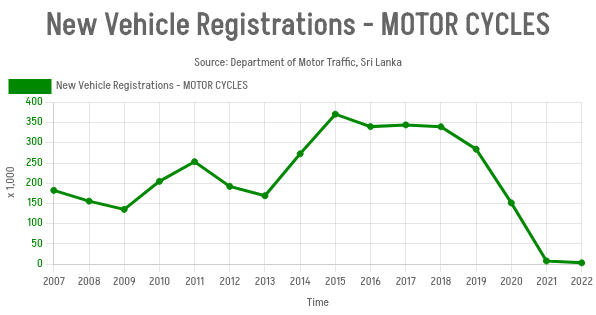 New Vehicle Registrations - MOTOR CYCLES
Source: Department of Motor Traffic, Sri Lanka
New Vehicle Registrations - MOTOR CYCLES
400
350
300
250
200
150
100
50
0
x 1,000
2007 2008 2009 2010 2011 2012 2013 2014 2015 2016 2017 2018 2019 2020 2021 2022
Time